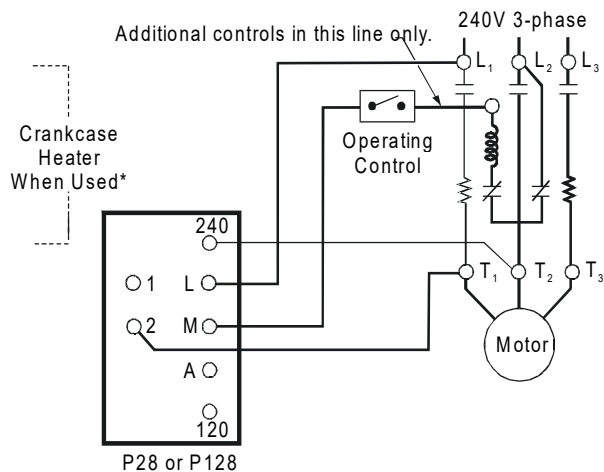 240V 3-phase
Additional controls in this line only.
L1
L2
L3
Crankcase
Heater
When Used*
Operating
Control
240
1
L
T1
T2
T3
2
M
Motor
A
120
P28 or P128